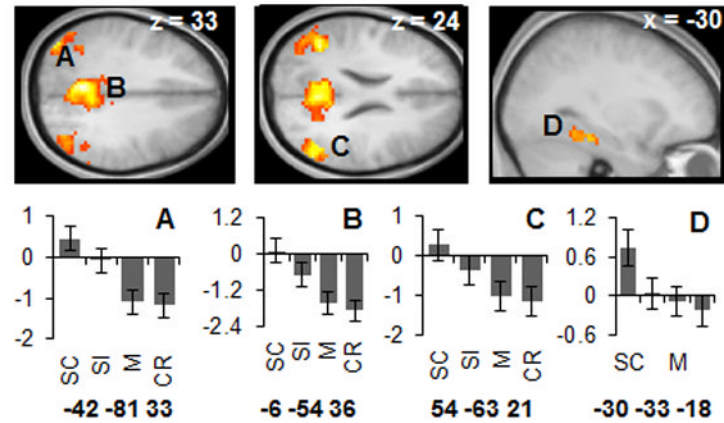 z = 33
z = 24
x = -30
A
B
C
D
A
B
C
D
1
0
-1
-2
SC
SI
M
CR
1.2
0
-1.2
-2.4
SC
SI
M
CR
1
0
-1
-2
SC
SI
M
CR
1.2
0.6
0
-0.6
SC
M
-42 -81 33
-6 -54 36
54 -63 21
-30 -33 -18